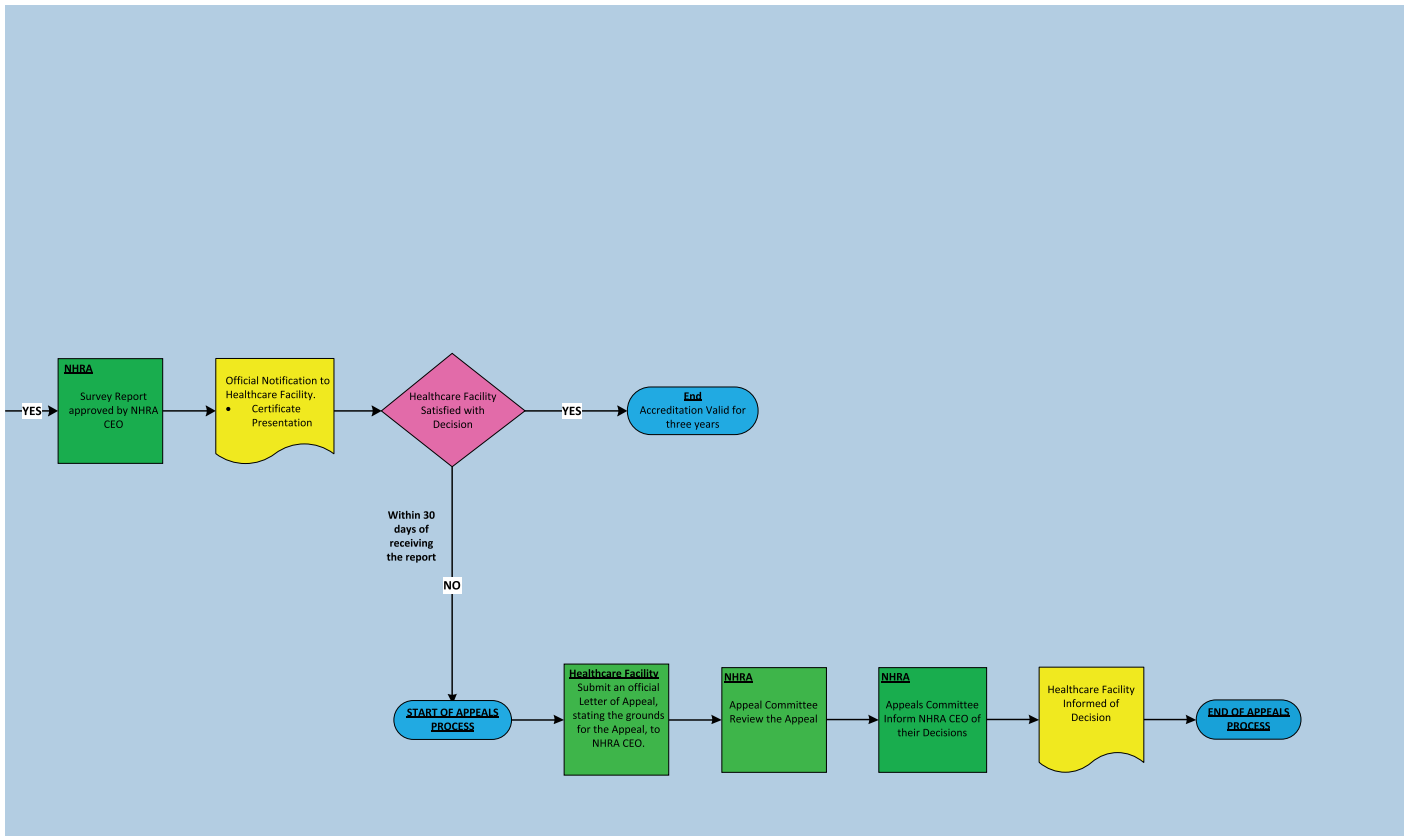 YES
NHRA
Survey Report
approved by NHRA
CEO
Official Notification to
Healthcare Facility.
• Certificate
Presentation
Healthcare Facility
Satisfied with
Decision
YES
End
Accreditation Valid for
three years
Within 30
days of
receiving
the report
NO
START OF APPEALS
PROCESS
Healthcare Facility
Submit an official
Letter of Appeal,
stating the grounds
for the Appeal, to
NHRA CEO.
NHRA
Appeal Committee
Review the Appeal
NHRA
Appeals Committee
Inform NHRA CEO of
their Decisions
Healthcare Facility
Informed of
Decision
END OF APPEALS
PROCESS